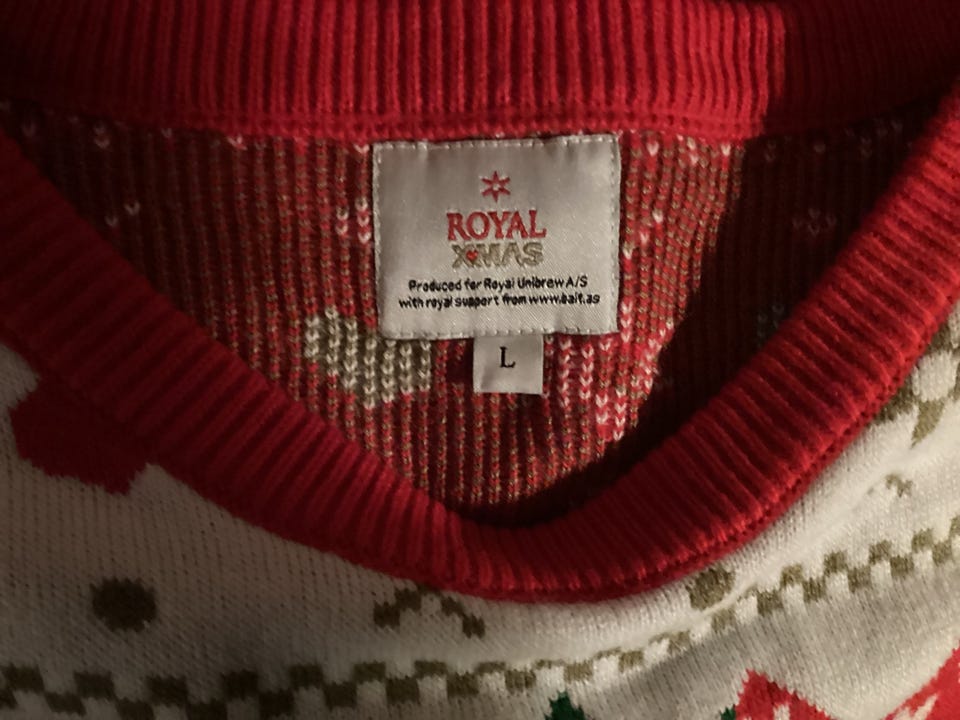 ROYAL
XMAS
Produced for Royal Unibrew A/S
with royal support from www.bait.as
L